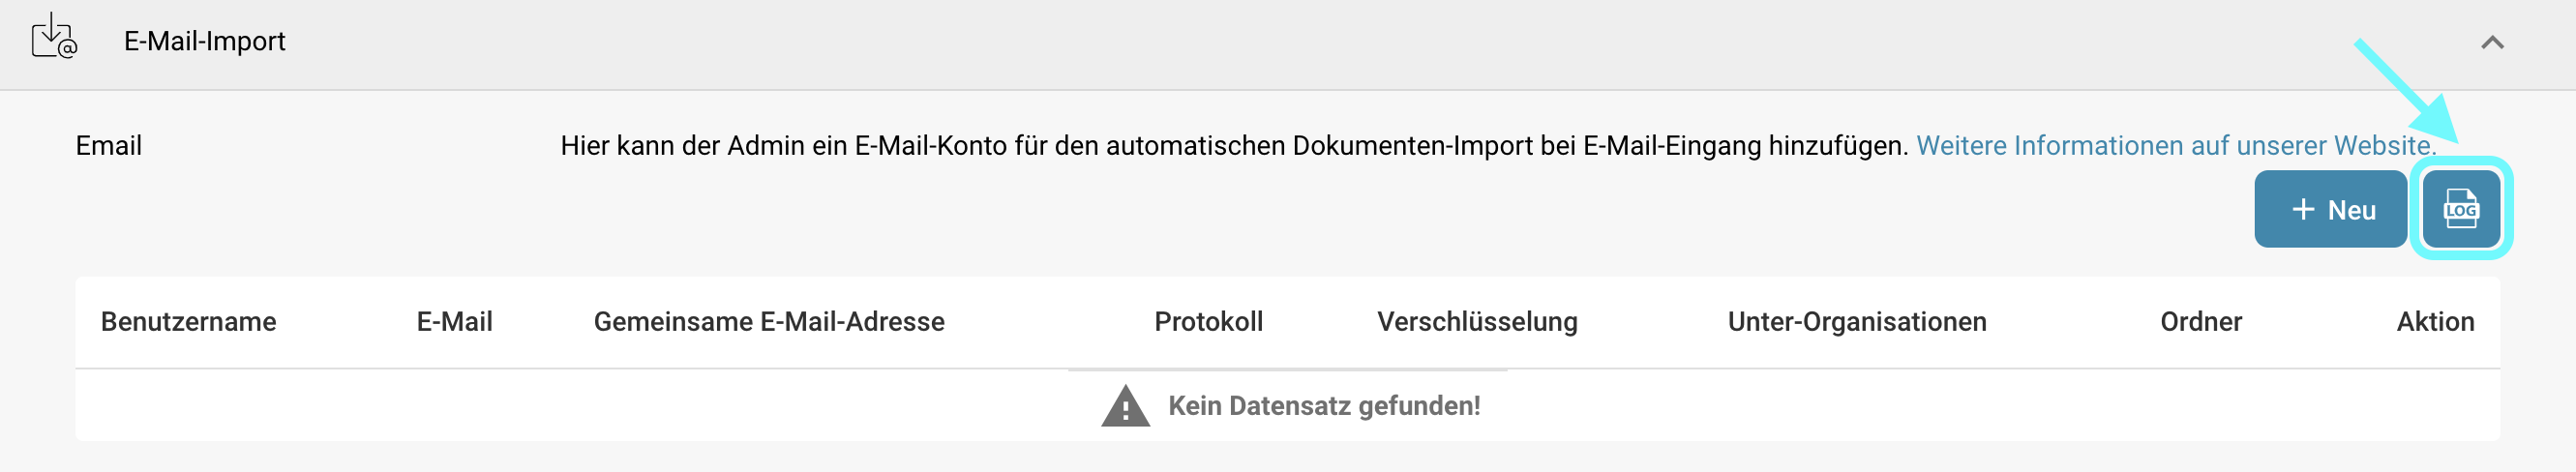 E-Mail-Import
Email
Hier kann der Admin ein E-Mail-Konto für den automatischen Dokumenten-Import bei E-Mail-Eingang hinzufügen. Weitere Informationen auf unserer Website.
+ Neu
LOG
Benutzername E-Mail Gemeinsame E-Mail-Adresse Protokoll Verschlüsselung Unter-Organisationen Ordner Aktion
Kein Datensatz gefunden!